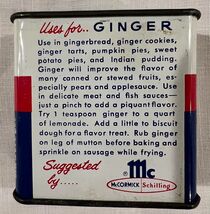 Uses for.. GINGER
Use in gingerbread, ginger cookies,
ginger tarts, pumpkin pies, sweet
potato pies, and Indian pudding.
Ginger will improve the flavor of
many canned or stewed fruits, es-
pecially pears and applesauce. Use
in delicate meat and fish sauces—
just a pinch to add a piquant flavor.
Try 1 teaspoon ginger to a quart
of lemonade. Add a little to biscuit
dough for a flavor treat. Rub ginger
on leg of mutton before baking and
sprinkle on sausage while frying.
Suggested
by.....
Mc
McCORMICK Schilling